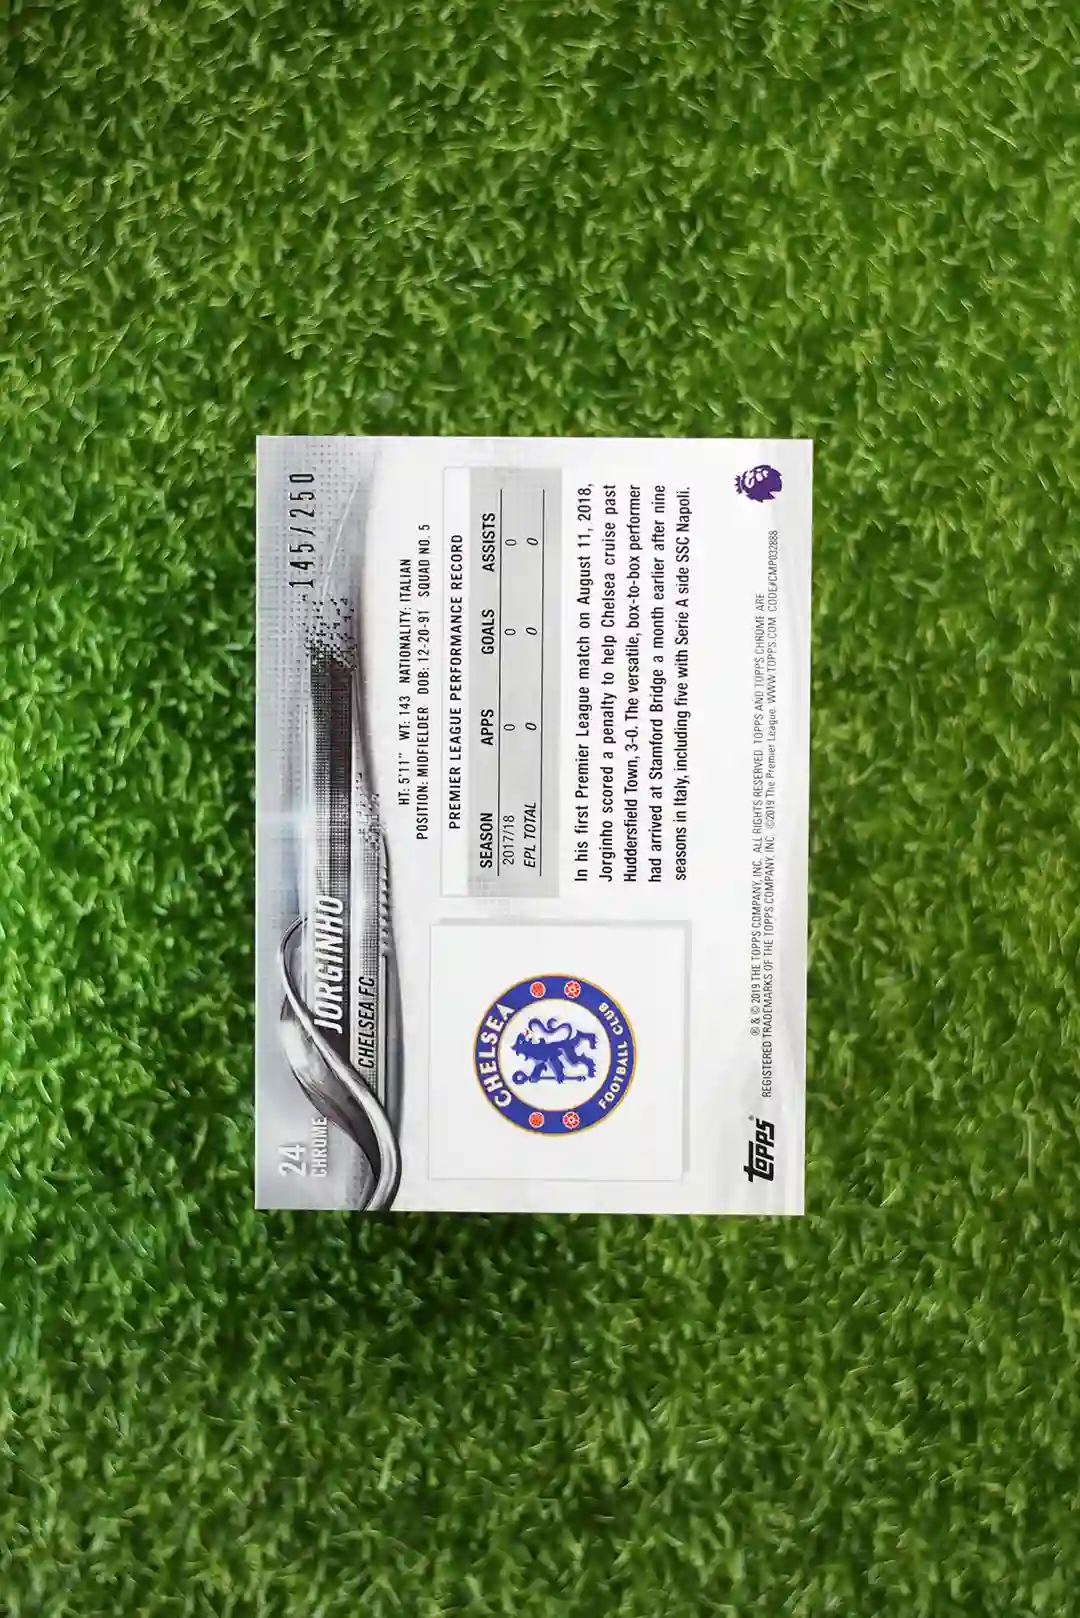 24
CHROME
145/250
JORGINHO
CHELSEA FC
HT: 5'11" WT: 143 NATIONALITY: ITALIAN
POSITION: MIDFIELDER DOB: 12-20-91 SQUAD NO. 5
PREMIER LEAGUE PERFORMANCE RECORD
SEASON APPS GOALS ASSISTS
2017/18 0 0 0
EPL TOTAL 0 0 0
In his first Premier League match on August 11, 2018,
Jorginho scored a penalty to help Chelsea cruise past
Huddersfield Town, 3-0. The versatile, box-to-box performer
had arrived at Stamford Bridge a month earlier after nine
seasons in Italy, including five with Serie A side SSC Napoli.
CHELSEA
FOOTBALL CLUB
topps®
® & © 2019 THE TOPPS COMPANY, INC. ALL RIGHTS RESERVED. TOPPS AND TOPPS CHROME ARE
REGISTERED TRADEMARKS OF THE TOPPS COMPANY, INC. ©2019 The Premier League. WWW.TOPPS.COM CODE#CMP032888